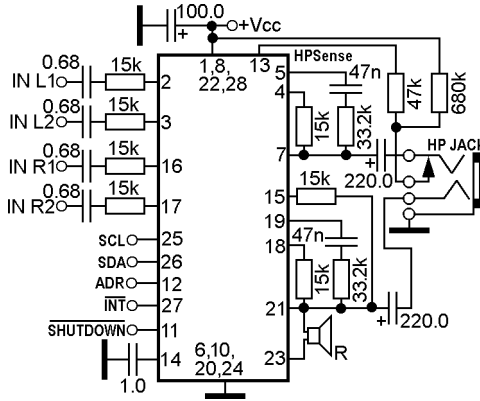 100.0
+
+Vcc
HPSense
0.68
15k
IN L1
2
1,8,
22,28
13
5
47n
4
47k
680k
0.68
15k
IN L2
3
15k
33.2k
HP JACK
7
+
220.0
0.68
15k
IN R1
16
0.68
15k
IN R2
17
15
15k
19
47n
18
SCL
25
SDA
26
ADR
12
15k
33.2k
INT
27
21
+
220.0
SHUTDOWN
11
R
14
6,10,
20,24
23
1.0